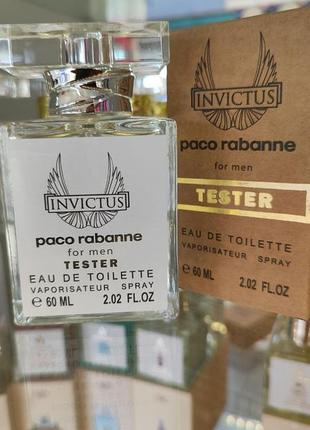 INVICTUS
paco rabanne
for men
TESTER
EAU DE TOILETTE
VAPORISATEUR SPRAY
℮ 60 ML 2.02 FL.OZ
INVICTUS
paco rabanne
for men
TESTER
EAU DE TOILETTE
VAPORISATEUR SPRAY
℮ 60 ML 2.02 FL.OZ